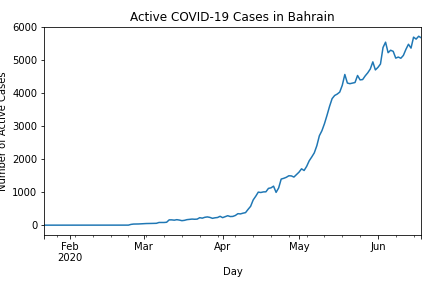 Active COVID-19 Cases in Bahrain
6000
5000
4000
3000
2000
1000
0
Number of Active Cases
Feb
2020
Mar
Apr
May
Jun
Day